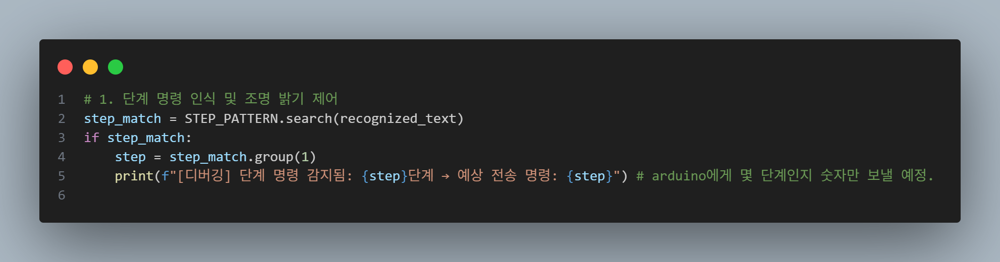 1 # 1. 단계 명령 인식 및 조명 밝기 제어
2 step_match = STEP_PATTERN.search(recognized_text)
3 if step_match:
4     step = step_match.group(1)
5     print(f"[디버깅] 단계 명령 감지됨: {step}단계 → 예상 전송 명령: {step}") # arduino에게 몇 단계인지 숫자만 보낼 예정.
6